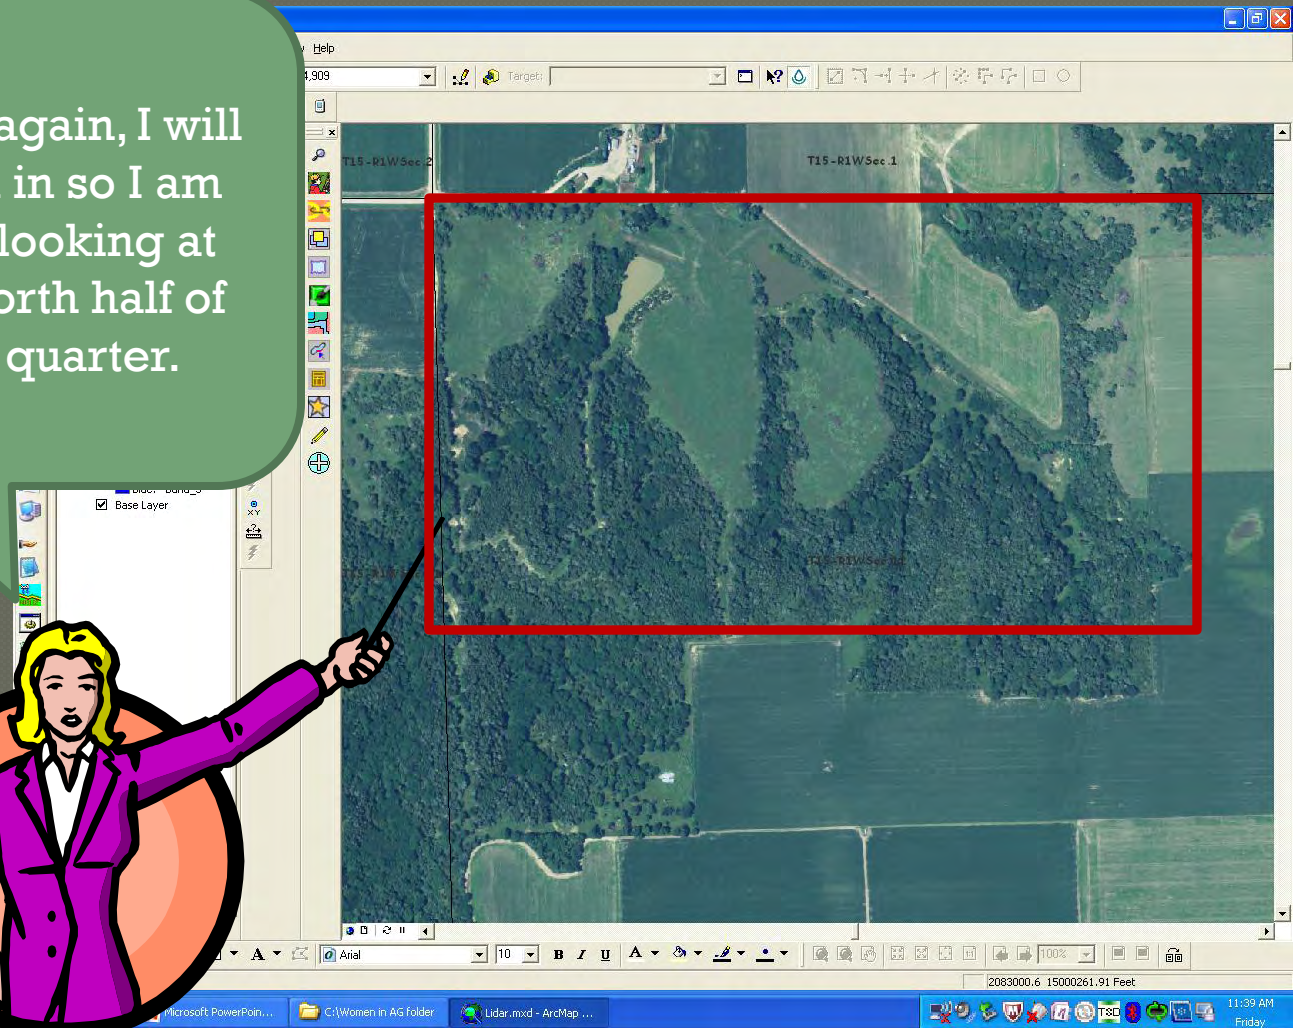 Help
4,909
Target:
again, I will
in so I am
looking at
orth half of
quarter.
T15-R1WSec.2
T15-R1WSec.1
Base Layer
XY
Arial
10
B I U
A
100%
2083000.6 15000261.91 Feet
Microsoft PowerPoin...
C:\Women in AG folder
Lidar.mxd - ArcMap ...
11:39 AM
Friday